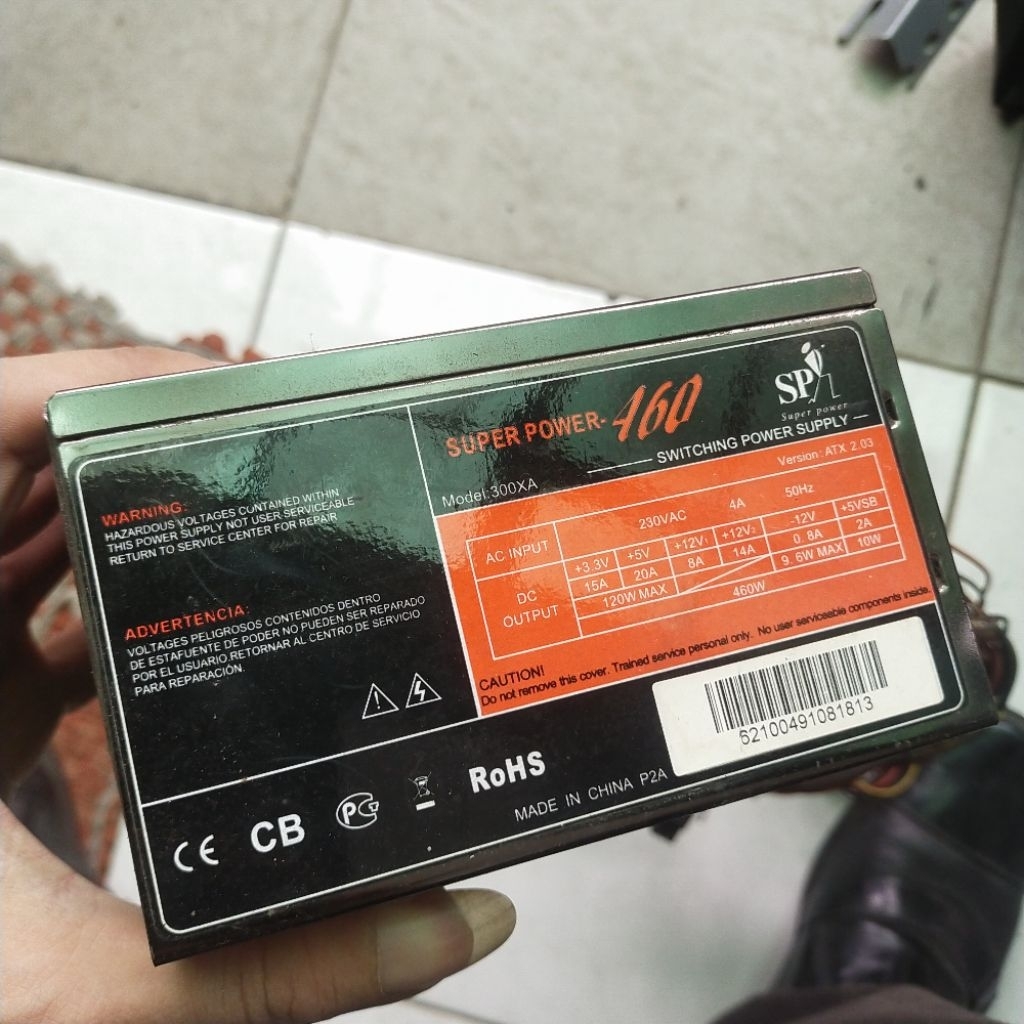 SP
Super power
SUPER POWER-460
SWITCHING POWER SUPPLY
Model:300XA
Version: ATX 2.03
AC INPUT 230VAC 4A 50Hz
DC OUTPUT +3.3V +5V +12V1 +12V2 -12V +5VSB
15A 20A 8A 14A 0.8A 2A
120W MAX 9.6W MAX 10W
460W
CAUTION!
Do not remove this cover. Trained service personal only. No user serviceable components inside.
WARNING:
HAZARDOUS VOLTAGES CONTAINED WITHIN
THIS POWER SUPPLY NOT USER SERVICEABLE
RETURN TO SERVICE CENTER FOR REPAIR
ADVERTENCIA:
VOLTAGES PELIGROSOS CONTENIDOS DENTRO
DE ESTAFUENTE DE PODER NO PUEDEN SER REPARADO
POR EL USUARIO RETORNAR AL CENTRO DE SERVICIO
PARA REPARACIÓN.
62100491081813
CE CB PG RoHS
MADE IN CHINA P2A